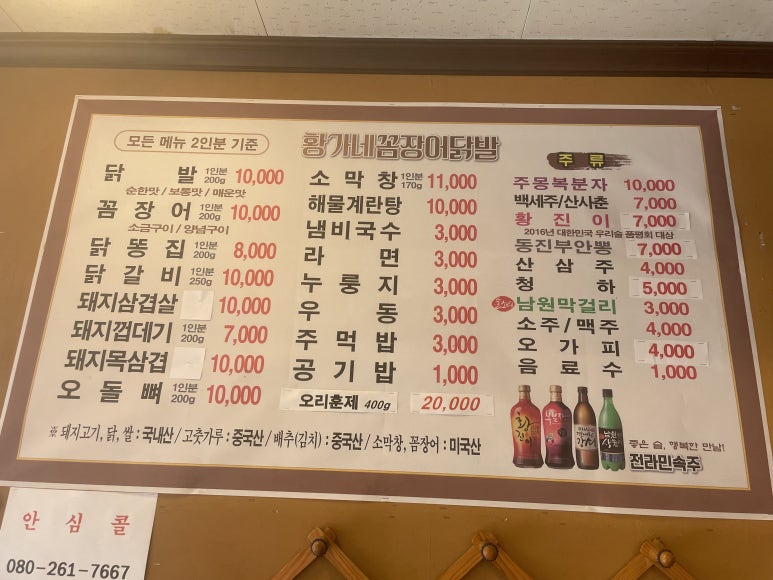 모든 메뉴 2인분 기준
황가네꼼장어닭발
닭 발 1인분 200g 10,000
순한맛 / 보통맛 / 매운맛
꼼장어 1인분 200g 10,000
소금구이 / 양념구이
닭똥집 1인분 200g 8,000
닭갈비 1인분 250g 10,000
돼지삼겹살 10,000
돼지껍데기 1인분 200g 7,000
돼지목삼겹 10,000
오돌뼈 1인분 200g 10,000
소막창 1인분 170g 11,000
해물계란탕 10,000
냄비국수 3,000
라 면 3,000
누룽지 3,000
우 동 3,000
주먹밥 3,000
공기밥 1,000
오리훈제 400g 20,000
주 류
주몽복분자 10,000
백세주/산사춘 7,000
황진이 7,000
2016년 대한민국 우리술 품평회 대상
동진부안뽕 7,000
산삼주 4,000
청 하 5,000
남원막걸리 3,000
소주/맥주 4,000
오가피 4,000
음료수 1,000
※ 돼지고기, 닭, 쌀 : 국내산 / 고춧가루 : 중국산 / 배추(김치) : 중국산 / 소막창, 꼼장어 : 미국산
좋은 술, 행복한 만남!
전라민속주
안 심 콜
080-261-7667